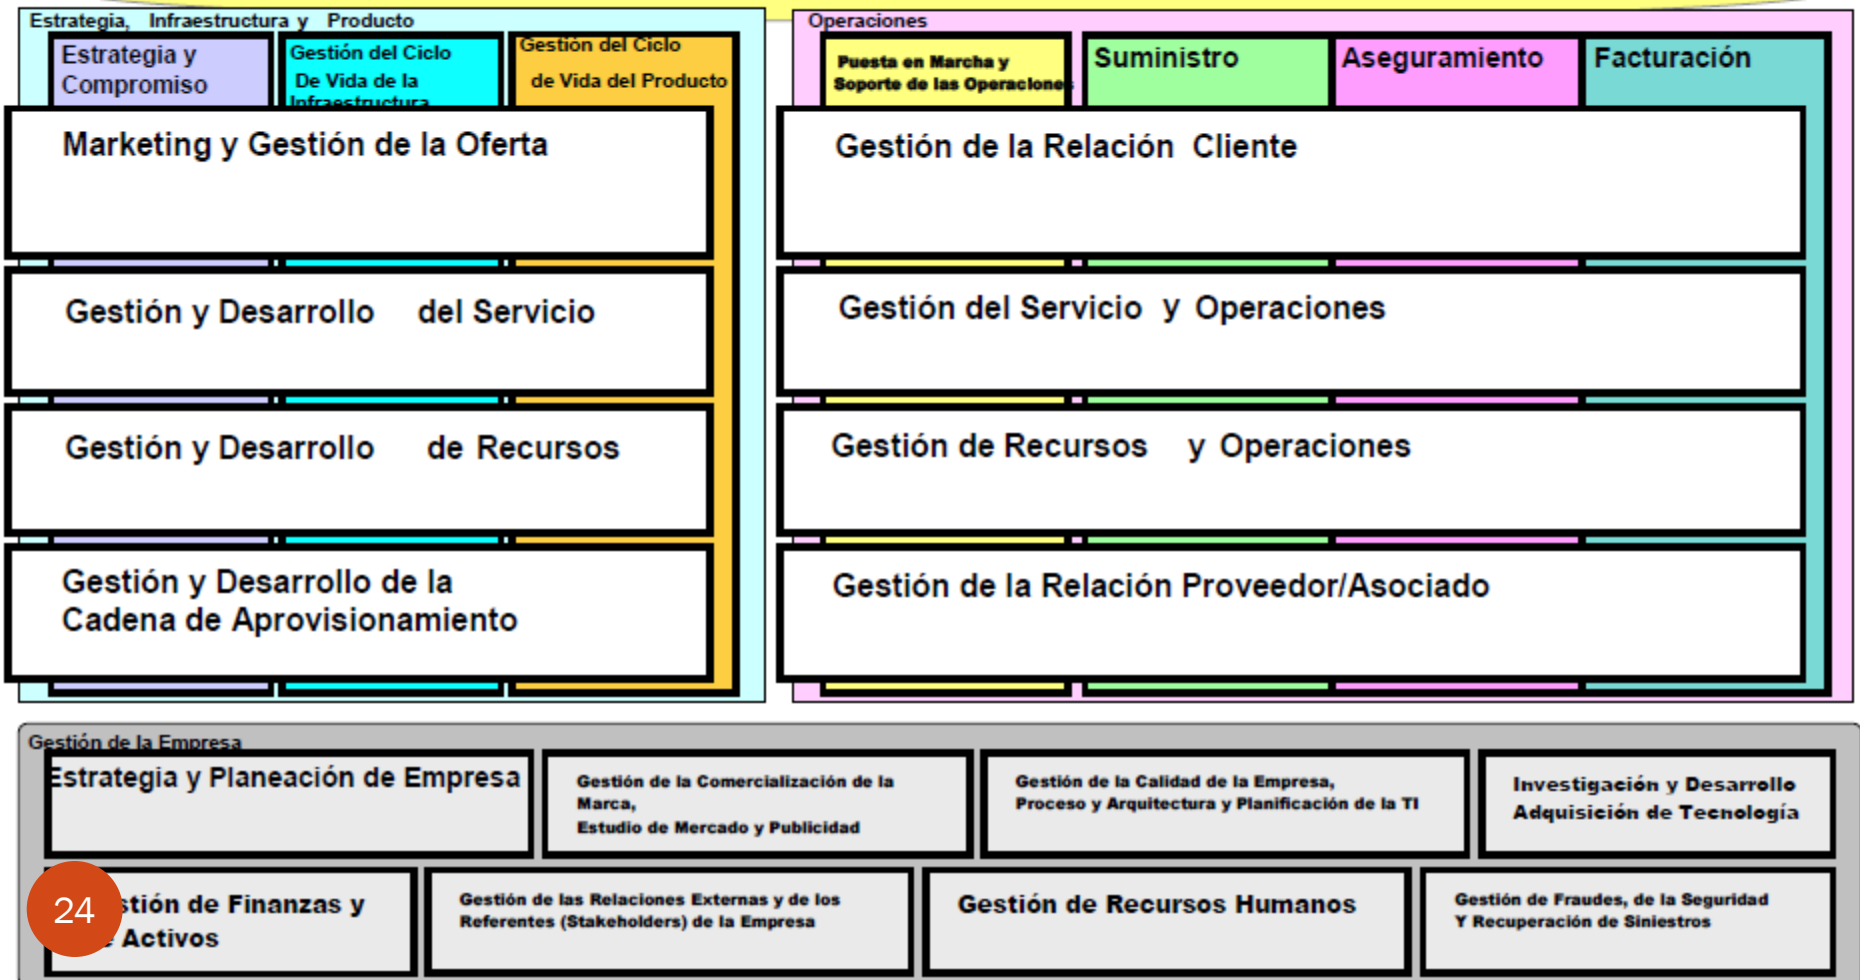 Estrategia, Infraestructura y Producto
Estrategia y
Compromiso
Gestión del Ciclo
De Vida de la
Infraestructura
Gestión del Ciclo
de Vida del Producto
Marketing y Gestión de la Oferta
Gestión y Desarrollo del Servicio
Gestión y Desarrollo de Recursos
Gestión y Desarrollo de la
Cadena de Aprovisionamiento
Operaciones
Puesta en Marcha y
Soporte de las Operaciones
Suministro
Aseguramiento
Facturación
Gestión de la Relación Cliente
Gestión del Servicio y Operaciones
Gestión de Recursos y Operaciones
Gestión de la Relación Proveedor/Asociado
Gestión de la Empresa
Estrategia y Planeación de Empresa
Gestión de la Comercialización de la
Marca,
Estudio de Mercado y Publicidad
Gestión de la Calidad de la Empresa,
Proceso y Arquitectura y Planificación de la TI
Investigación y Desarrollo
Adquisición de Tecnología
stión de Finanzas y
Activos
Gestión de las Relaciones Externas y de los
Referentes (Stakeholders) de la Empresa
Gestión de Recursos Humanos
Gestión de Fraudes, de la Seguridad
Y Recuperación de Siniestros
24